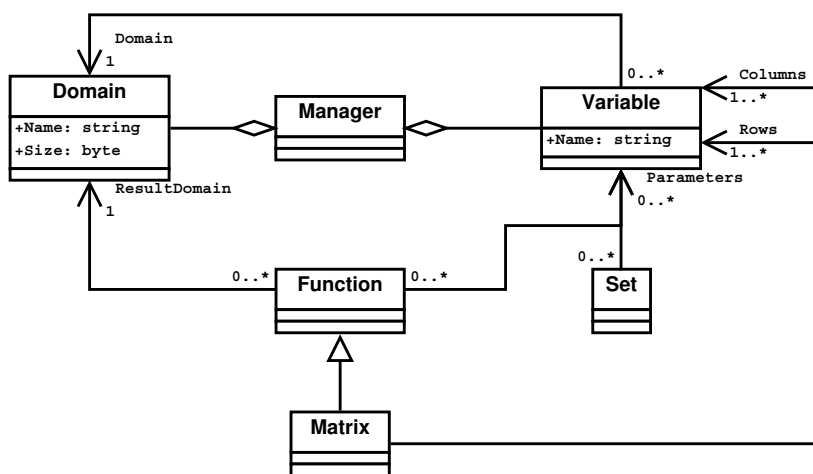 Domain
1
0..*
Columns
1..*
Rows
1..*
Domain
+Name: string
+Size: byte
Manager
Variable
+Name: string
ResultDomain
1
Parameters
0..*
0..*
Function
0..*
0..*
Set
Matrix